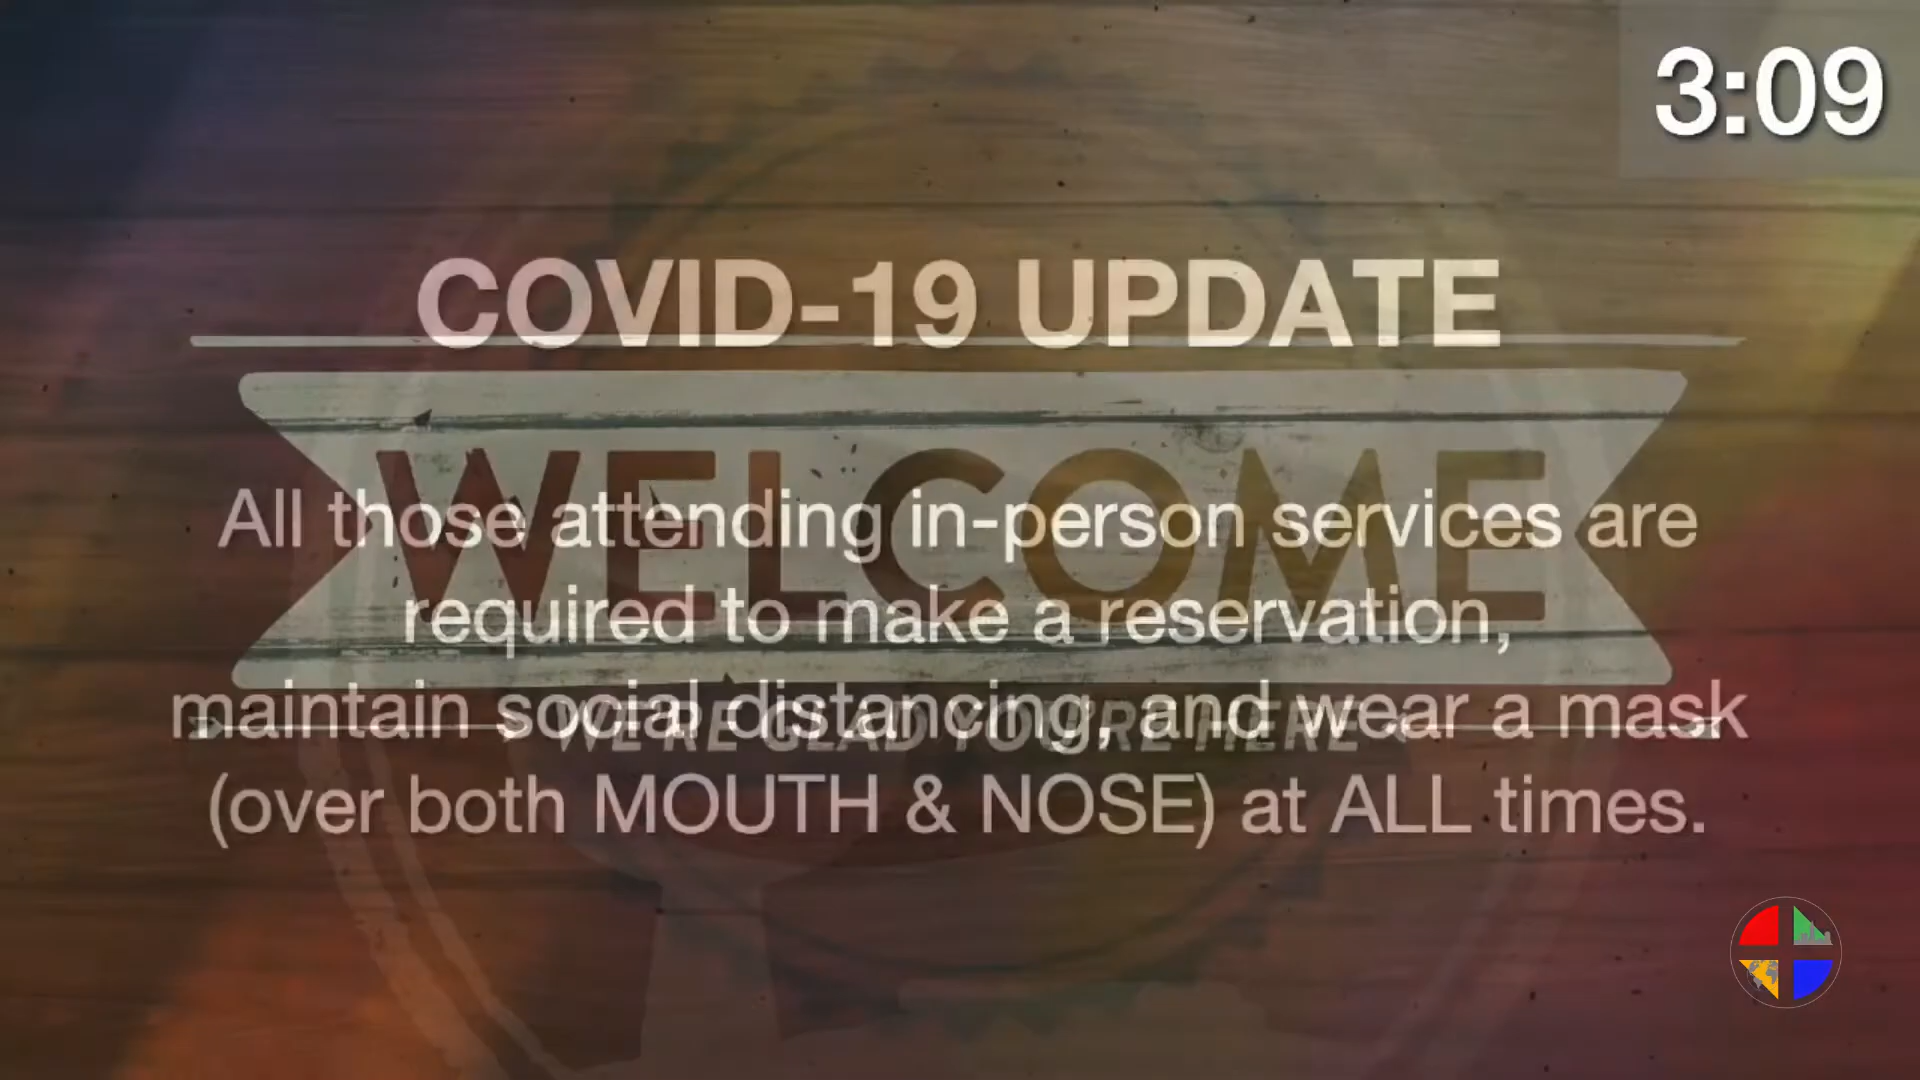 3:09
COVID-19 UPDATE
WELCOME
All those attending in-person services are
required to make a reservation,
maintain social distancing, and wear a mask
WE'RE GLAD YOU'RE HERE
(over both MOUTH & NOSE) at ALL times.